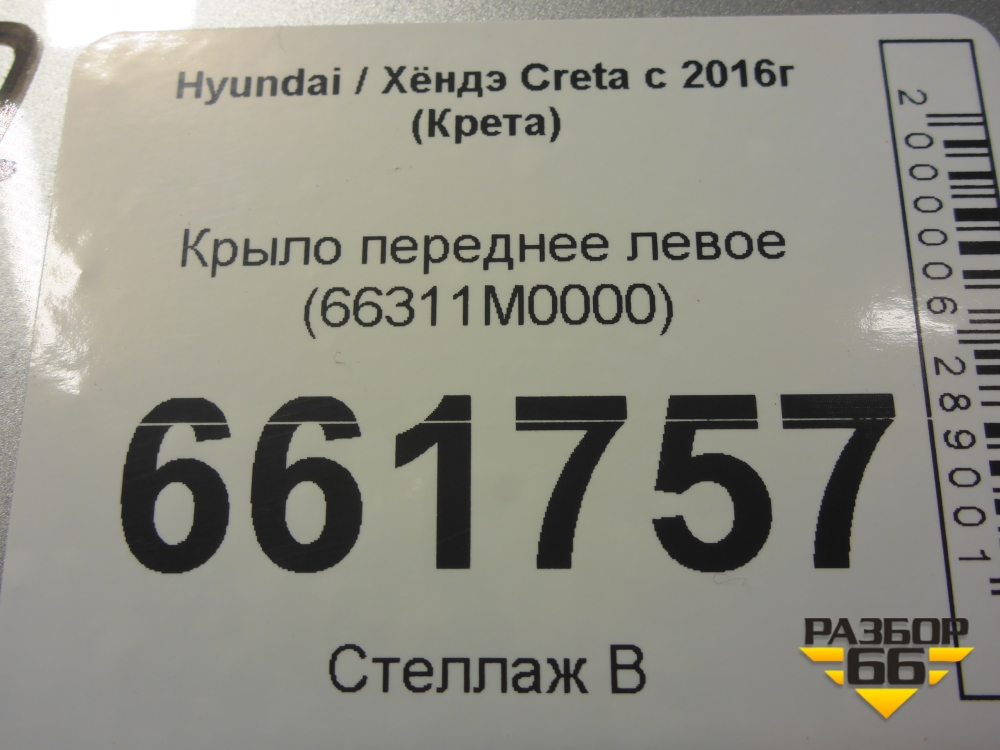 Hyundai / Хёндэ Creta с 2016г
(Крета)
Крыло переднее левое
(66311M0000)
661757
Стеллаж В
2000006289001
РАЗБОР
66